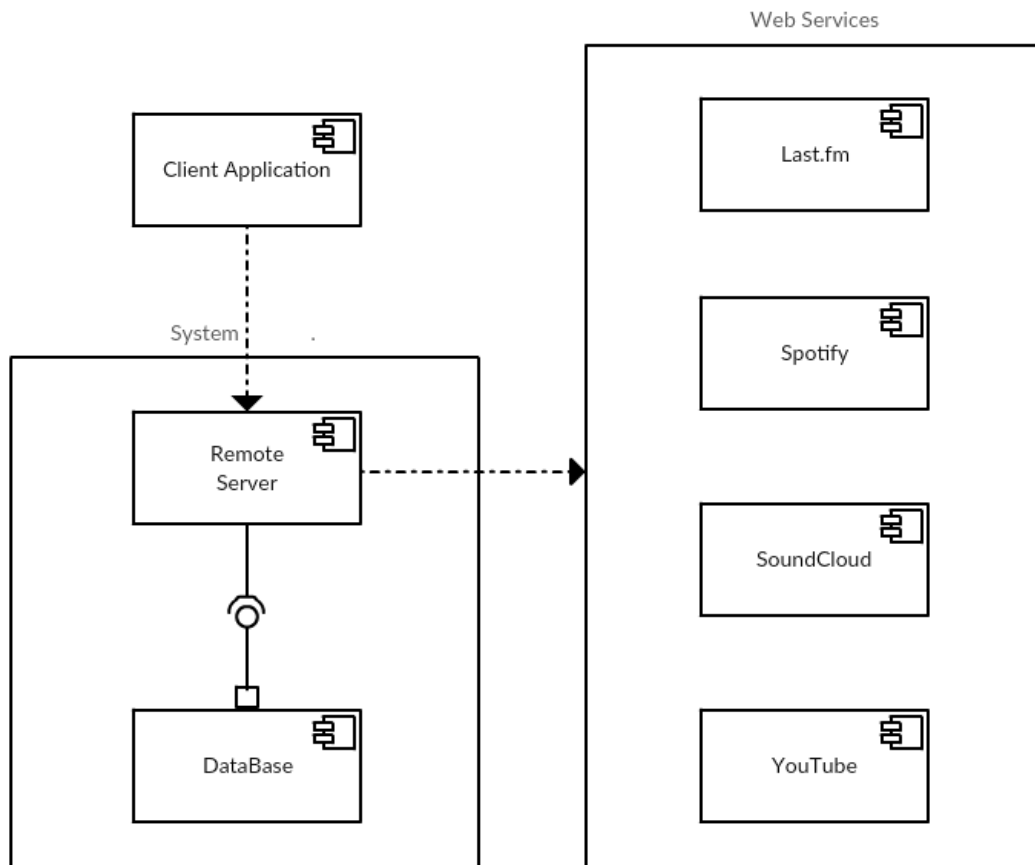 Web Services
Client Application
Last.fm
System .
Spotify
Remote
Server
SoundCloud
DataBase
YouTube